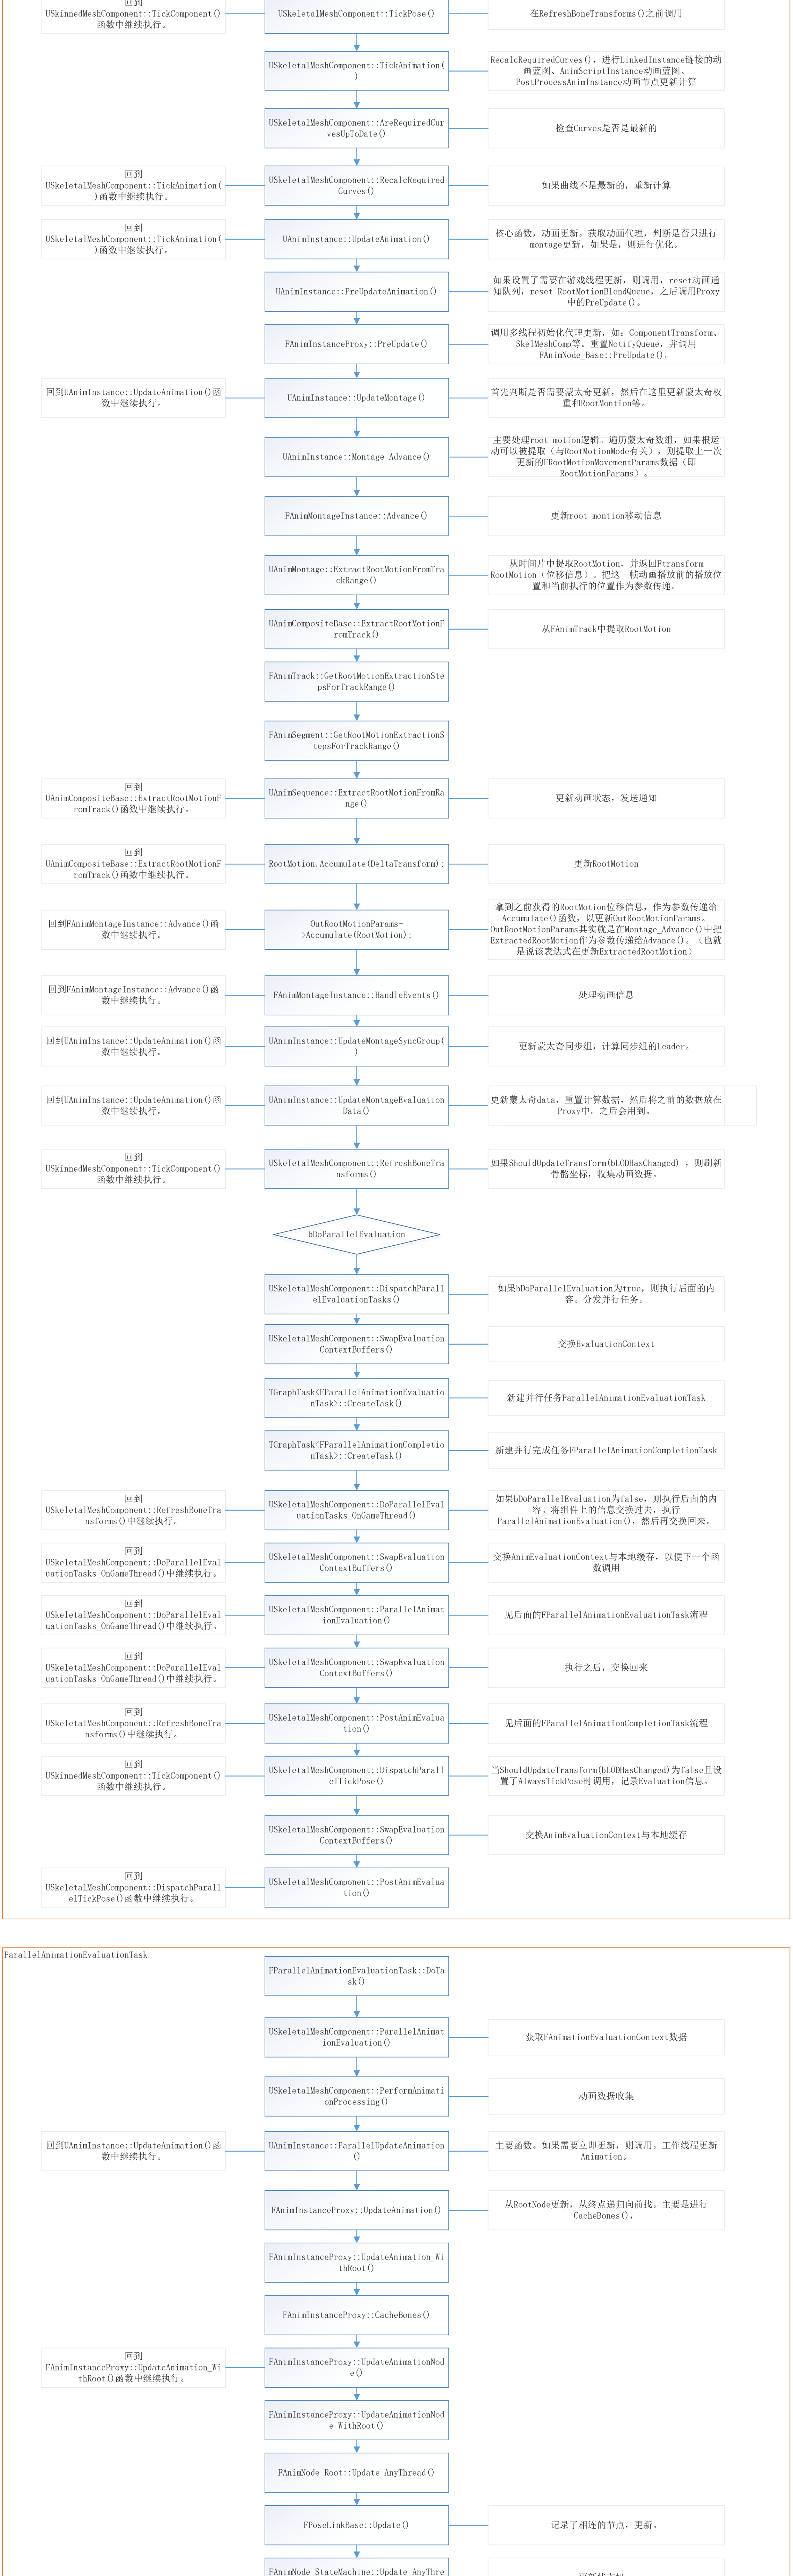 回到
USkinnedMeshComponent::TickComponent()
函数中继续执行。
USkeletalMeshComponent::TickPose()
在RefreshBoneTransforms()之前调用
USkeletalMeshComponent::TickAnimation(
)
RecalcRequiredCurves(), 进行LinkedInstance链接的动
画蓝图、AnimScriptInstance动画蓝图、
PostProcessAnimInstance动画节点更新计算
USkeletalMeshComponent::AreRequiredCur
vesUpToDate()
检查Curves是否是最新的
回到
USkeletalMeshComponent::TickAnimation(
)函数中继续执行。
USkeletalMeshComponent::RecalcRequired
Curves()
如果曲线不是最新的，重新计算
回到
USkeletalMeshComponent::TickAnimation(
)函数中继续执行。
UAnimInstance::UpdateAnimation()
核心函数，动画更新。获取动画代理，判断是否只进行
montage更新，如果是，则进行优化。
UAnimInstance::PreUpdateAnimation()
如果设置了需要在游戏线程更新，则调用，reset动画通
知队列，reset RootMotionBlendQueue，之后调用Proxy
中的PreUpdate()。
FAnimInstanceProxy::PreUpdate()
调用多线程初始化代理更新，如：ComponentTransform、
SkelMeshComp等。重置NotifyQueue，并调用
FAnimNode_Base::PreUpdate()。
回到UAnimInstance::UpdateAnimation()函
数中继续执行。
UAnimInstance::UpdateMontage()
首先判断是否需要蒙太奇更新，然后在这里更新蒙太奇权
重和RootMontion等。
UAnimInstance::Montage_Advance()
主要处理root motion逻辑。遍历蒙太奇数组，如果根运
动可以被提取（与RootMotionMode有关），则提取上一次
更新的FRootMotionMovementParams数据（即
RootMotionParams）。
FAnimMontageInstance::Advance()
更新root montion移动信息
UAnimMontage::ExtractRootMotionFromTra
ckRange()
从时间片中提取RootMotion，并返回Ftransform
RootMotion（位移信息）。把这一帧动画播放前的播放位
置和当前执行的位置作为参数传递。
UAnimCompositeBase::ExtractRootMotionF
romTrack()
从FAnimTrack中提取RootMotion
FAnimTrack::GetRootMotionExtractionSte
psForTrackRange()
FAnimSegment::GetRootMotionExtractionS
tepsForTrackRange()
回到
UAnimCompositeBase::ExtractRootMotionF
romTrack()函数中继续执行。
UAnimSequence::ExtractRootMotionFromRa
nge()
更新动画状态，发送通知
回到
UAnimCompositeBase::ExtractRootMotionF
romTrack()函数中继续执行。
RootMotion.Accumulate(DeltaTransform);
更新RootMotion
回到FAnimMontageInstance::Advance()函
数中继续执行。
OutRootMotionParams-
>Accumulate(RootMotion);
拿到之前获得的RootMotion位移信息，作为参数传递给
Accumulate()函数，以更新OutRootMotionParams。
OutRootMotionParams其实就是在Montage_Advance()中把
ExtractedRootMotion作为参数传递给Advance()。（也就
是说该表达式在更新ExtractedRootMotion）
回到FAnimMontageInstance::Advance()函
数中继续执行。
FAnimMontageInstance::HandleEvents()
处理动画信息
回到UAnimInstance::UpdateAnimation()函
数中继续执行。
UAnimInstance::UpdateMontageSyncGroup(
)
更新蒙太奇同步组，计算同步组的Leader。
回到UAnimInstance::UpdateAnimation()函
数中继续执行。
UAnimInstance::UpdateMontageEvaluation
Data()
更新蒙太奇data，重置计算数据，然后将之前的数据放在
Proxy中。之后会用到。
回到
USkinnedMeshComponent::TickComponent()
函数中继续执行。
USkeletalMeshComponent::RefreshBoneTra
nsforms()
如果ShouldUpdateTransform(bLODHasChanged) ，则刷新
骨骼坐标，收集动画数据。
bDoParallelEvaluation
USkeletalMeshComponent::DispatchParall
elEvaluationTasks()
如果bDoParallelEvaluation为true，则执行后面的内
容。分发并行任务。
USkeletalMeshComponent::SwapEvaluation
ContextBuffers()
交换EvaluationContext
TGraphTask<FParallelAnimationEvaluatio
nTask>::CreateTask()
新建并行任务ParallelAnimationEvaluationTask
TGraphTask<FParallelAnimationCompletio
nTask>::CreateTask()
新建并行完成任务FParallelAnimationCompletionTask
回到
USkeletalMeshComponent::RefreshBoneTra
nsforms()中继续执行。
USkeletalMeshComponent::DoParallelEval
uationTasks_OnGameThread()
如果bDoParallelEvaluation为false，则执行后面的内
容。将组件上的信息交换过去，执行
ParallelAnimationEvaluation()，然后再交换回来。
回到
USkeletalMeshComponent::DoParallelEval
uationTasks_OnGameThread()中继续执行。
USkeletalMeshComponent::SwapEvaluation
ContextBuffers()
交换AnimEvaluationContext与本地缓存，以便下一个函
数调用
回到
USkeletalMeshComponent::DoParallelEval
uationTasks_OnGameThread()中继续执行。
USkeletalMeshComponent::ParallelAnimat
ionEvaluation()
见后面的FParallelAnimationEvaluationTask流程
回到
USkeletalMeshComponent::DoParallelEval
uationTasks_OnGameThread()中继续执行。
USkeletalMeshComponent::SwapEvaluation
ContextBuffers()
执行之后，交换回来
回到
USkeletalMeshComponent::RefreshBoneTra
nsforms()中继续执行。
USkeletalMeshComponent::PostAnimEvalua
tion()
见后面的FParallelAnimationCompletionTask流程
回到
USkinnedMeshComponent::TickComponent()
函数中继续执行。
USkeletalMeshComponent::DispatchParall
elTickPose()
当ShouldUpdateTransform(bLODHasChanged)为false且设
置了AlwaysTickPose时调用，记录Evaluation信息。
USkeletalMeshComponent::SwapEvaluation
ContextBuffers()
交换AnimEvaluationContext与本地缓存
回到
USkeletalMeshComponent::DispatchParall
elTickPose()函数中继续执行。
USkeletalMeshComponent::PostAnimEvalua
tion()
ParallelAnimationEvaluationTask
FParallelAnimationEvaluationTask::DoTa
sk()
USkeletalMeshComponent::ParallelAnimat
ionEvaluation()
获取FAnimationEvaluationContext数据
USkeletalMeshComponent::PerformAnimati
onProcessing()
动画数据收集
回到UAnimInstance::UpdateAnimation()函
数中继续执行。
UAnimInstance::ParallelUpdateAnimation
()
主要函数。如果需要立即更新，则调用。工作线程更新
Animation。
FAnimInstanceProxy::UpdateAnimation()
从RootNode更新，从终点递归向前找。主要是进行
CacheBones(),
FAnimInstanceProxy::UpdateAnimation_Wi
thRoot()
FAnimInstanceProxy::CacheBones()
回到
FAnimInstanceProxy::UpdateAnimation_Wi
thRoot()函数中继续执行。
FAnimInstanceProxy::UpdateAnimationNod
e()
FAnimInstanceProxy::UpdateAnimationNod
e_WithRoot()
FAnimNode_Root::Update_AnyThread()
FPoseLinkBase::Update()
记录了相连的节点，更新。
FAnimNode_StateMachine::Update_AnyThre
更新状态机